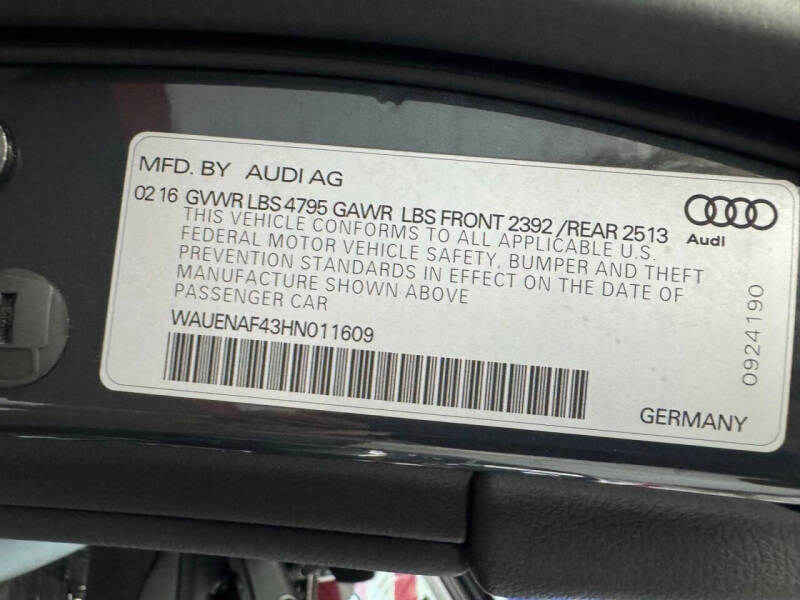 MFD. BY AUDI AG
02 16 GVWR LBS 4795 GAWR LBS FRONT 2392 /REAR 2513
THIS VEHICLE CONFORMS TO ALL APPLICABLE U.S.
FEDERAL MOTOR VEHICLE SAFETY, BUMPER AND THEFT
PREVENTION STANDARDS IN EFFECT ON THE DATE OF
MANUFACTURE SHOWN ABOVE
PASSENGER CAR
WAUENAF43HN011609
Audi
0924190
GERMANY